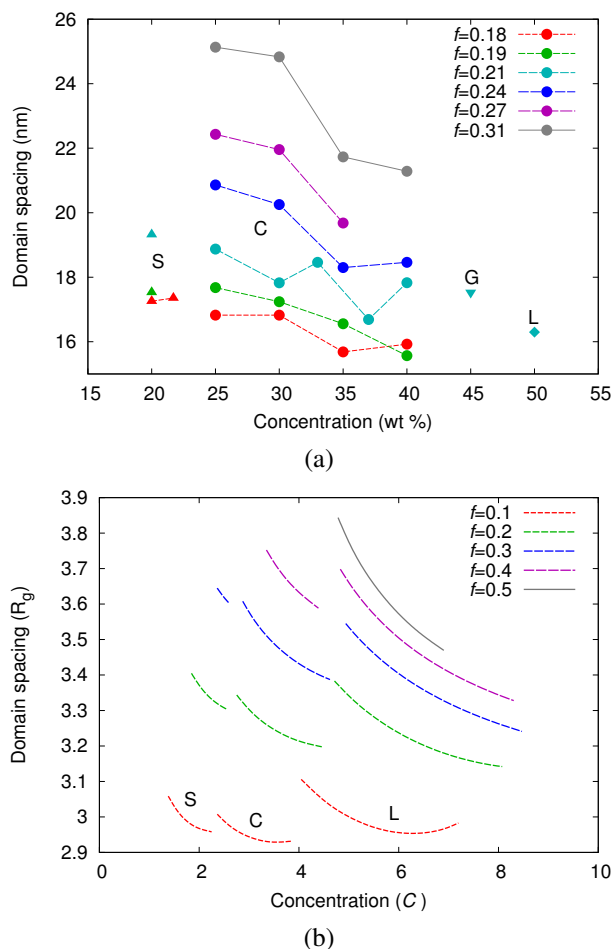 26
24
22
20
18
16
15 20 25 30 35 40 45 50 55
Domain spacing (nm)
Concentration (wt %)
f=0.18
f=0.19
f=0.21
f=0.24
f=0.27
f=0.31
S
C
G
L
(a)
3.9
3.8
3.7
3.6
3.5
3.4
3.3
3.2
3.1
3
2.9
0 2 4 6 8 10
Domain spacing (Rg)
Concentration (C)
f=0.1
f=0.2
f=0.3
f=0.4
f=0.5
S
C
L
(b)